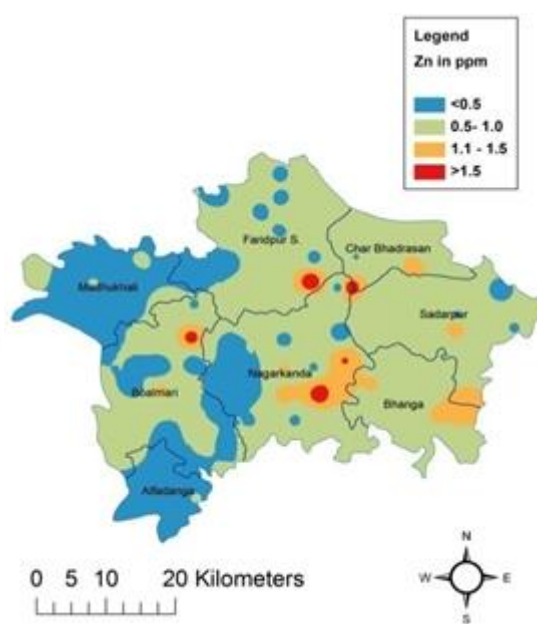 Legend
Zn in ppm
<0.5
0.5- 1.0
1.1 - 1.5
>1.5
Faridpur S.
Char Bhadrasan
Madhukhali
Sadarpur
Boalmari
Nagarkanda
Bhanga
Alfadanga
0 5 10 20 Kilometers
N
W E
S